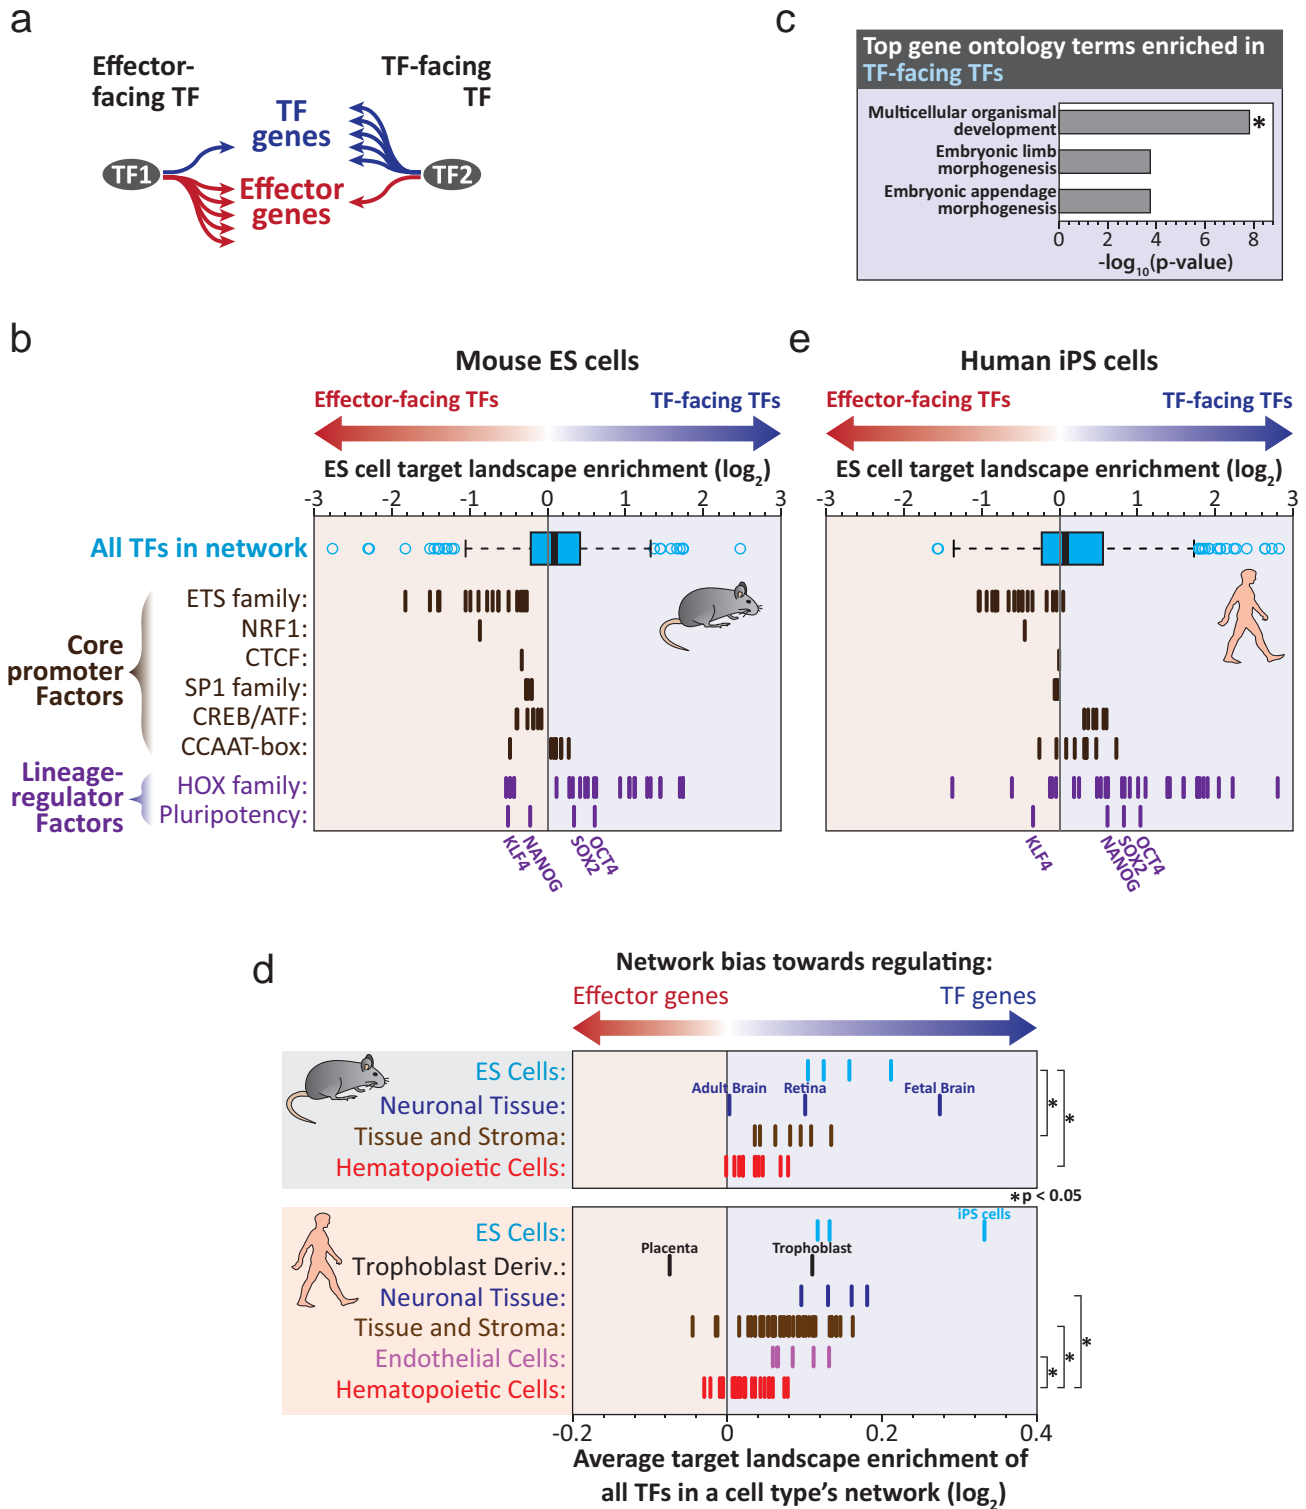 a
Effector-
facing TF
TF
genes
TF-facing
TF
TF1
Effector
genes
TF2
c
Top gene ontology terms enriched in
TF-facing TFs
Multicellular organismal
development
*
Embryonic limb
morphogenesis
Embryonic appendage
morphogenesis
0 2 4 6 8
-log10(p-value)
b
Mouse ES cells
Effector-facing TFs
TF-facing TFs
ES cell target landscape enrichment (log2)
-3 -2 -1 0 1 2 3
All TFs in network
Core
promoter
Factors
ETS family:
NRF1:
CTCF:
SP1 family:
CREB/ATF:
CCAAT-box:
Lineage-
regulator
Factors
HOX family:
Pluripotency:
KLF4
NANOG
SOX2
OCT4
e
Human iPS cells
Effector-facing TFs
TF-facing TFs
ES cell target landscape enrichment (log2)
-3 -2 -1 0 1 2 3
KLF4
NANOG
SOX2
OCT4
d
Network bias towards regulating:
Effector genes
TF genes
ES Cells:
Adult Brain Retina Fetal Brain
Neuronal Tissue:
Tissue and Stroma:
Hematopoietic Cells:
* *
*p < 0.05
iPS cells
ES Cells:
Placenta Trophoblast
Trophoblast Deriv.:
Neuronal Tissue:
Tissue and Stroma:
Endothelial Cells:
Hematopoietic Cells:
* * *
-0.2 0 0.2 0.4
Average target landscape enrichment of
all TFs in a cell type's network (log2)